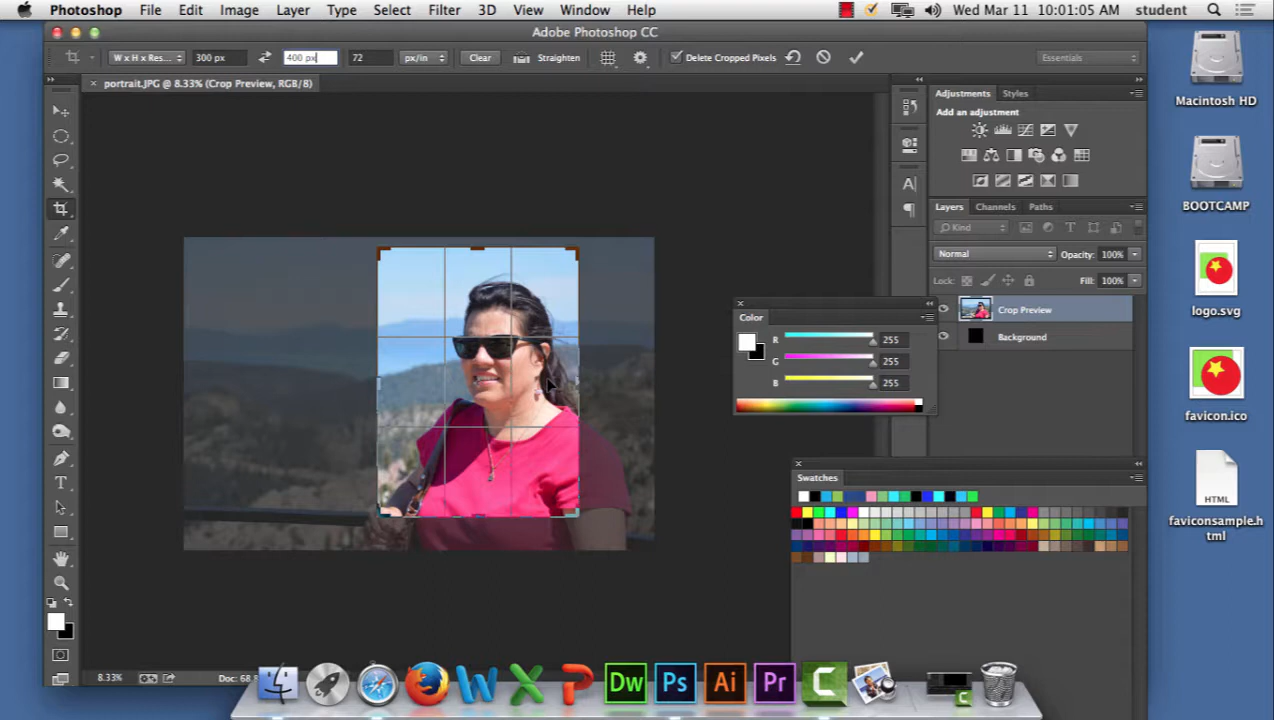 Photoshop File Edit Image Layer Type Select Filter 3D View Window Help Wed Mar 11 10:01:05 AM student
Adobe Photoshop CC
W x H x Res... 300 px 400 px 72 px/in Clear Straighten Delete Cropped Pixels Essentials
portrait.JPG @ 8.33% (Crop Preview, RGB/8)
Adjustments Styles
Add an adjustment
Layers Channels Paths
Kind
Normal Opacity: 100%
Lock: Fill: 100%
Crop Preview
Background
Color
R 255
G 255
B 255
Swatches
8.33% Doc: 68.8
W X P Dw Ps Ai Pr C
Macintosh HD
BOOTCAMP
logo.svg
favicon.ico
HTML
faviconsample.h
tml